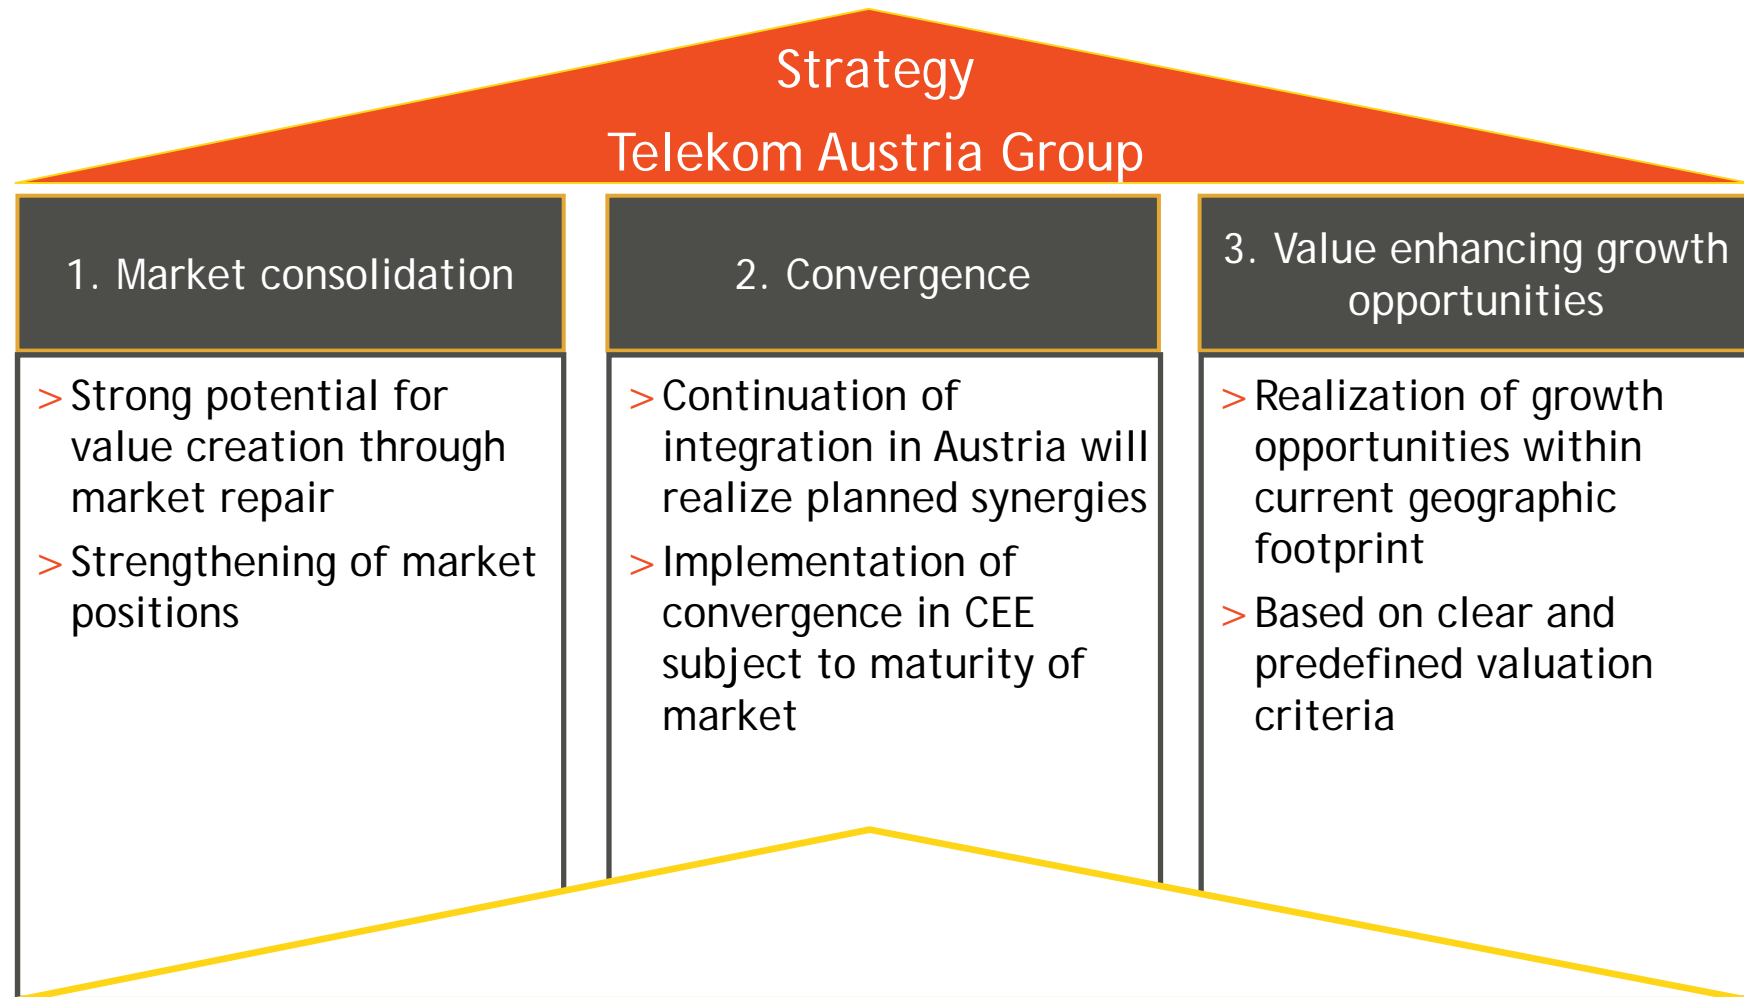 Strategy
Telekom Austria Group
1. Market consolidation
> Strong potential for
value creation through
market repair
> Strengthening of market
positions
2. Convergence
> Continuation of
integration in Austria will
realize planned synergies
> Implementation of
convergence in CEE
subject to maturity of
market
3. Value enhancing growth
opportunities
> Realization of growth
opportunities within
current geographic
footprint
> Based on clear and
predefined valuation
criteria